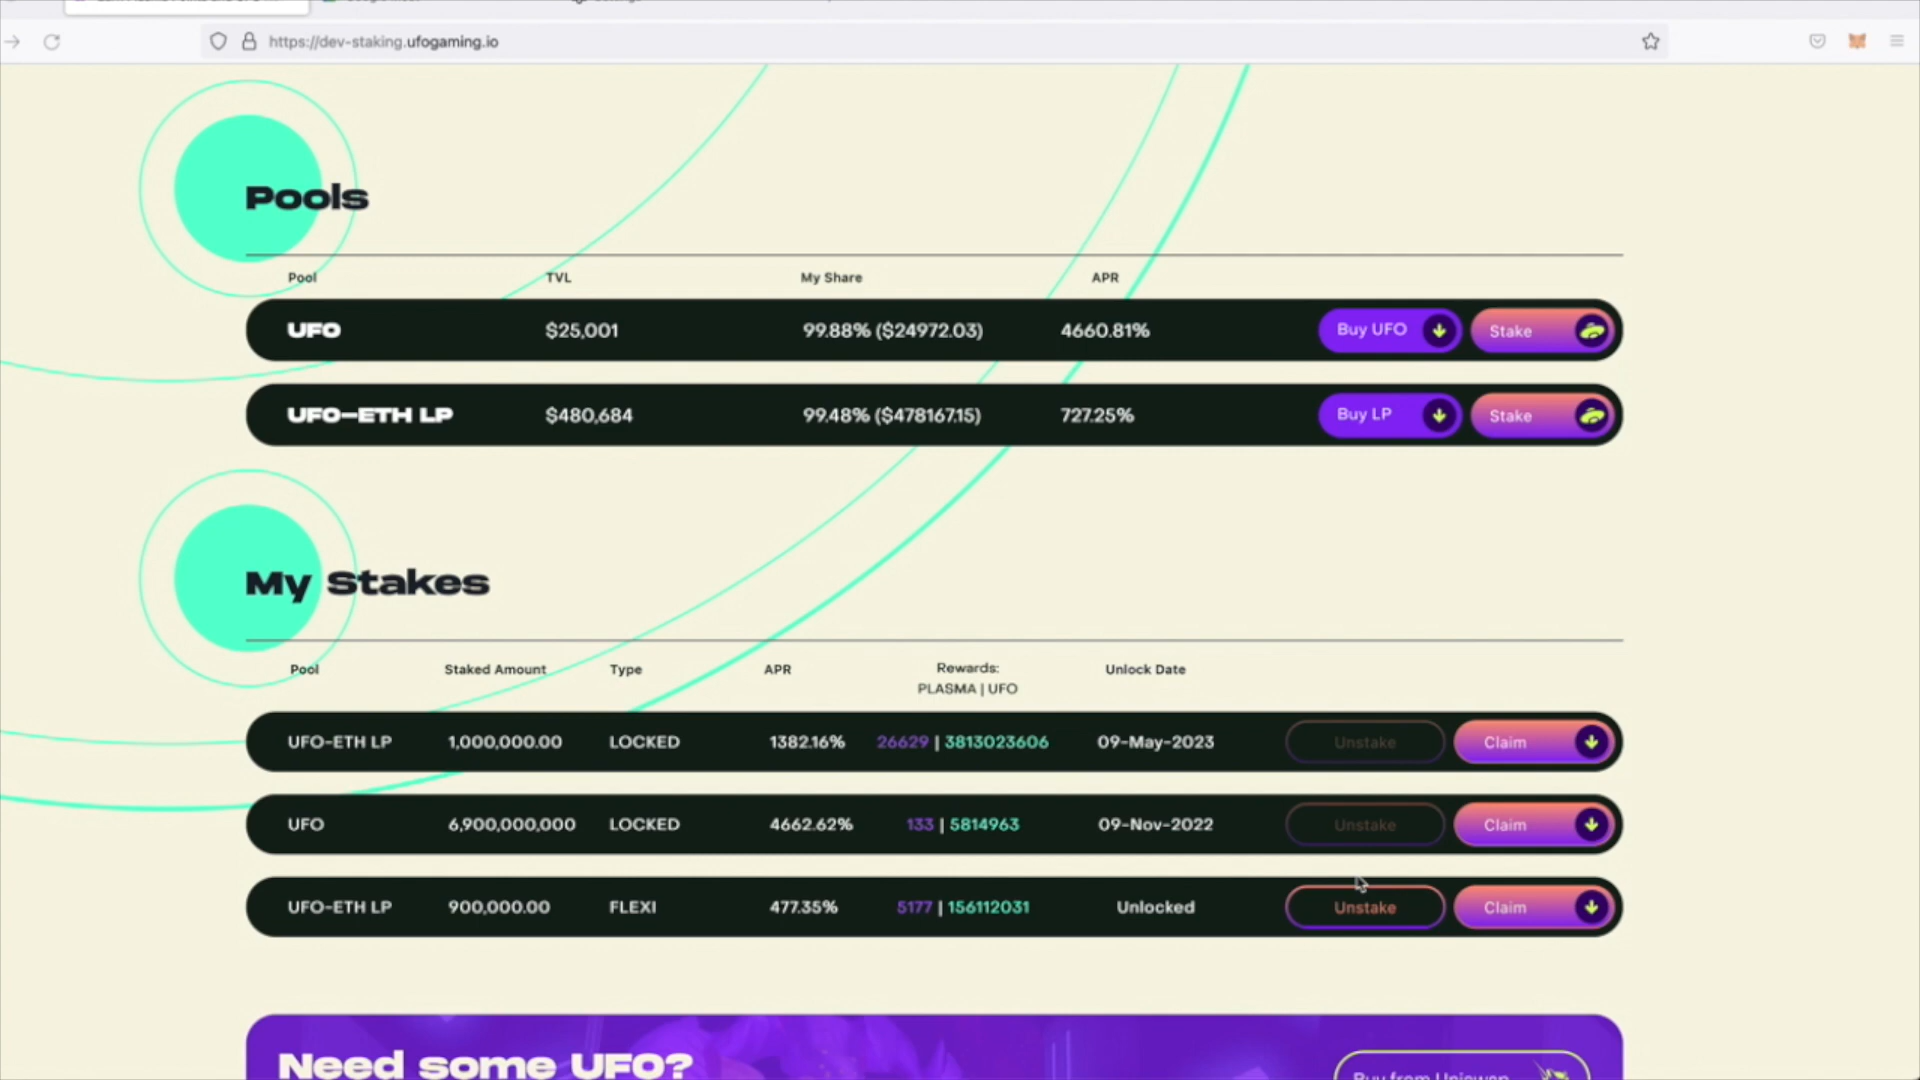 https://dev-staking.ufogaming.io
Pools
Pool TVL My Share APR
UFO $25,001 99.88% ($24972.03) 4660.81% Buy UFO Stake
UFO-ETH LP $480,684 99.48% ($478167.15) 727.25% Buy LP Stake
My Stakes
Pool Staked Amount Type APR Rewards: PLASMA | UFO Unlock Date
UFO-ETH LP 1,000,000.00 LOCKED 1382.16% 26629 | 3813023606 09-May-2023 Unstake Claim
UFO 6,900,000,000 LOCKED 4662.62% 133 | 5814963 09-Nov-2022 Unstake Claim
UFO-ETH LP 900,000.00 FLEXI 477.35% 5177 | 156112031 Unlocked Unstake Claim
Need some UFO?
Buy from Uniswap